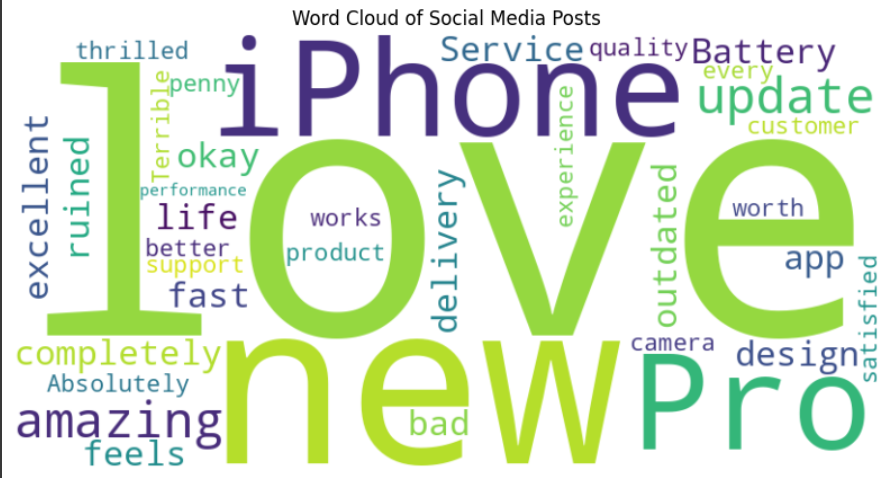 Word Cloud of Social Media Posts
thrilled
iPhone
Service
quality
Battery
every
penny
Terrible
update
customer
love
excellent
ruined
okay
experience
performance
life
works
delivery
outdated
worth
better
product
support
app
fast
satisfied
completely
new
camera
design
Pro
Absolutely
amazing
bad
feels